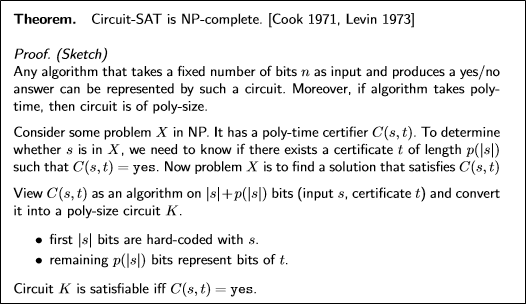 Theorem. Circuit-SAT is NP-complete. [Cook 1971, Levin 1973]
Proof. (Sketch)
Any algorithm that takes a fixed number of bits n as input and produces a yes/no
answer can be represented by such a circuit. Moreover, if algorithm takes poly-
time, then circuit is of poly-size.
Consider some problem X in NP. It has a poly-time certifier C(s, t). To determine
whether s is in X, we need to know if there exists a certificate t of length p(|s|)
such that C(s, t) = yes. Now problem X is to find a solution that satisfies C(s, t)
View C(s, t) as an algorithm on |s|+p(|s|) bits (input s, certificate t) and convert
it into a poly-size circuit K.
• first |s| bits are hard-coded with s.
• remaining p(|s|) bits represent bits of t.
Circuit K is satisfiable iff C(s, t) = yes.